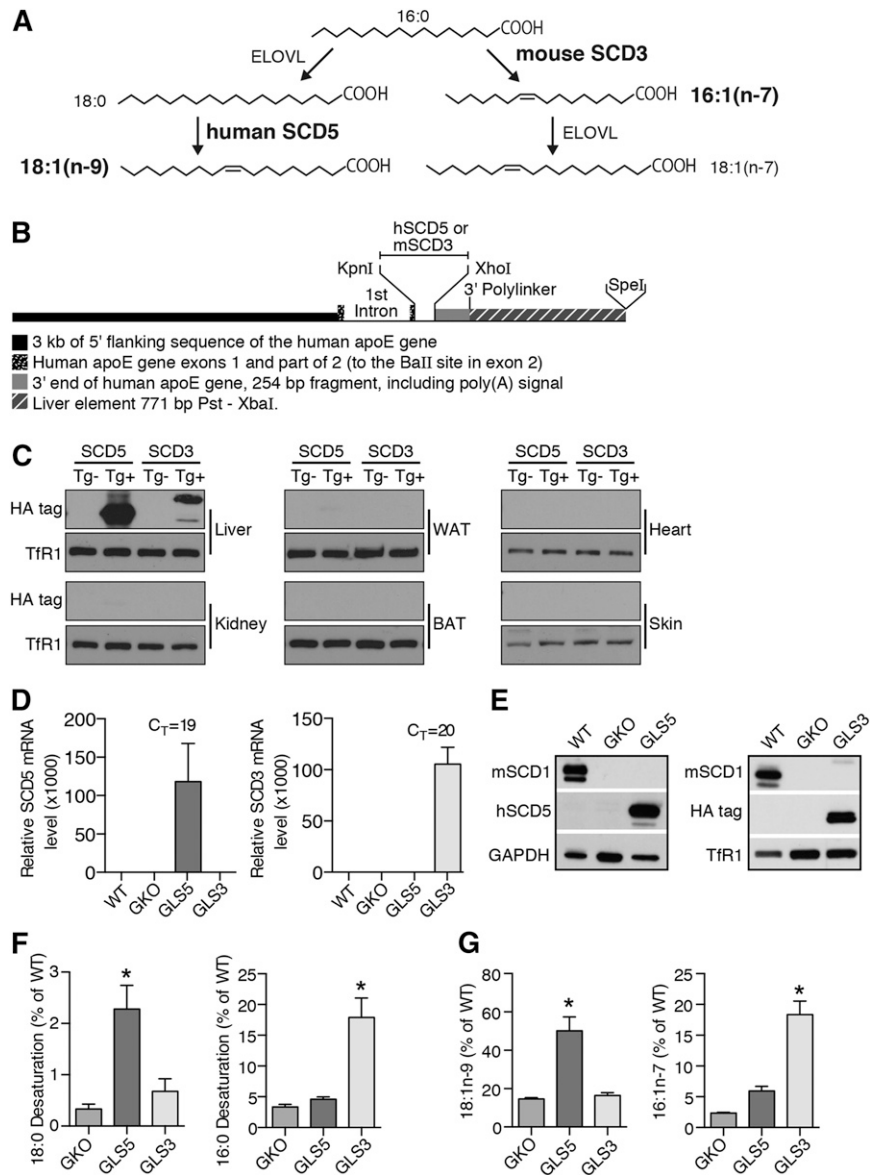 A
16:0
COOH
ELOVL
mouse SCD3
18:0
COOH
COOH
16:1(n-7)
human SCD5
ELOVL
18:1(n-9)
COOH
COOH
18:1(n-7)
B
hSCD5 or
mSCD3
KpnI
XhoI
1st
Intron
3' Polylinker
SpeI
3 kb of 5' flanking sequence of the human apoE gene
Human apoE gene exons 1 and part of 2 (to the BaII site in exon 2)
3' end of human apoE gene, 254 bp fragment, including poly(A) signal
Liver element 771 bp Pst - XbaI.
C
SCD5 SCD3
Tg- Tg+ Tg- Tg+
HA tag
TfR1
Liver
HA tag
TfR1
Kidney
SCD5 SCD3
Tg- Tg+ Tg- Tg+
WAT
BAT
SCD5 SCD3
Tg- Tg+ Tg- Tg+
Heart
Skin
D
Relative SCD5 mRNA
level (x1000)
200
150
100
50
0
CT=19
WT GKO GLS5 GLS3
Relative SCD3 mRNA
level (x1000)
150
100
50
0
CT=20
WT GKO GLS5 GLS3
E
WT GKO GLS5
mSCD1
hSCD5
GAPDH
WT GKO GLS3
mSCD1
HA tag
TfR1
F
18:0 Desaturation (% of WT)
3
2
1
0
*
GKO GLS5 GLS3
16:0 Desaturation (% of WT)
25
20
15
10
5
0
*
GKO GLS5 GLS3
G
18:1n-9 (% of WT)
80
60
40
20
0
*
GKO GLS5 GLS3
16:1n-7 (% of WT)
25
20
15
10
5
0
*
GKO GLS5 GLS3